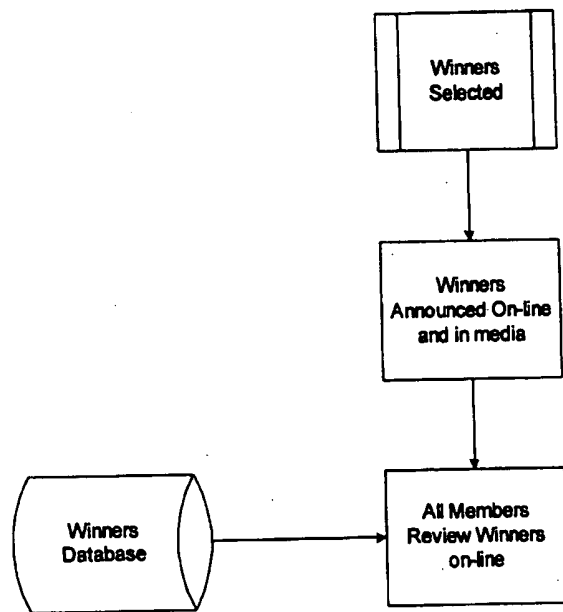 Winners
Selected
Winners
Announced On-line
and in media
All Members
Review Winners
on-line
Winners
Database